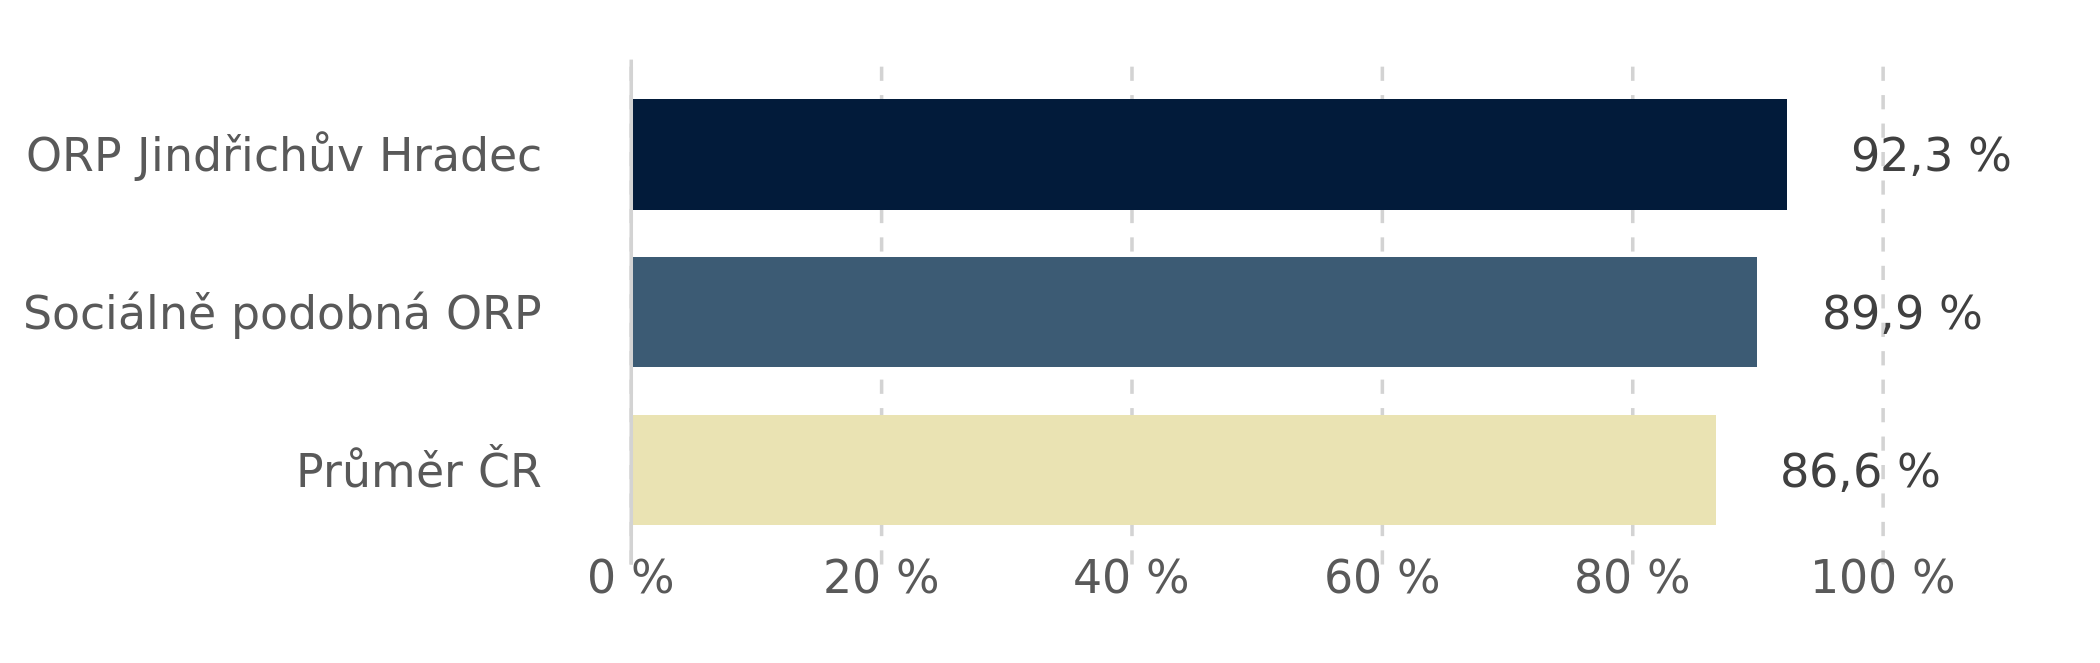 ORP Jindřichův Hradec 92,3 %
Sociálně podobná ORP 89,9 %
Průměr ČR 86,6 %
0 % 20 % 40 % 60 % 80 % 100 %